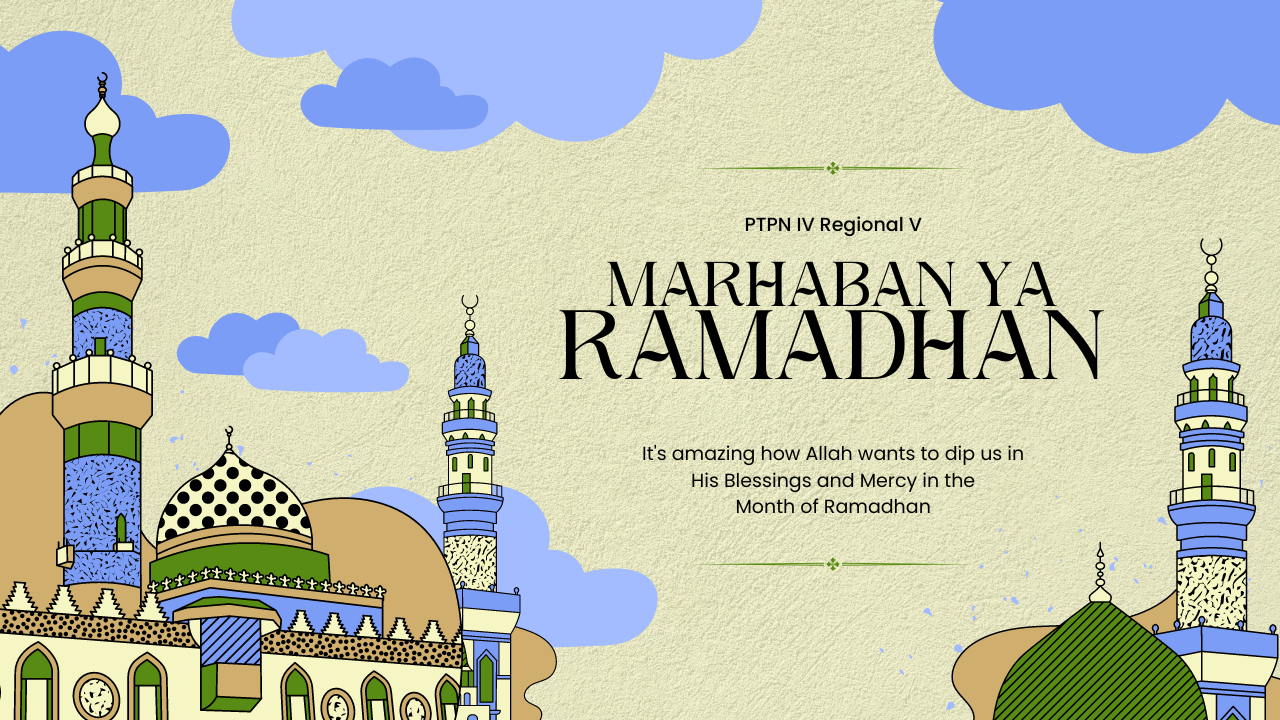 PTPN IV Regional V
MARHABAN YA
RAMADHAN
It's amazing how Allah wants to dip us in
His Blessings and Mercy in the
Month of Ramadhan